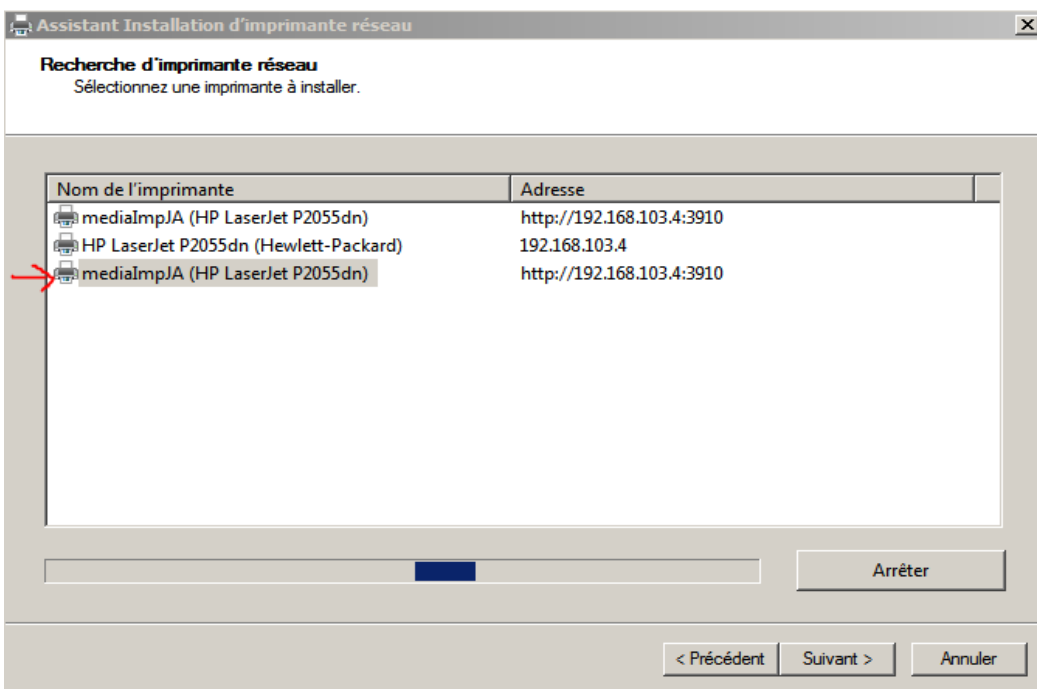 Assistant Installation d'imprimante réseau
Recherche d'imprimante réseau
Sélectionnez une imprimante à installer.
Nom de l'imprimante Adresse
mediaImpJA (HP LaserJet P2055dn) http://192.168.103.4:3910
HP LaserJet P2055dn (Hewlett-Packard) 192.168.103.4
mediaImpJA (HP LaserJet P2055dn) http://192.168.103.4:3910
Arrêter
< Précédent Suivant > Annuler